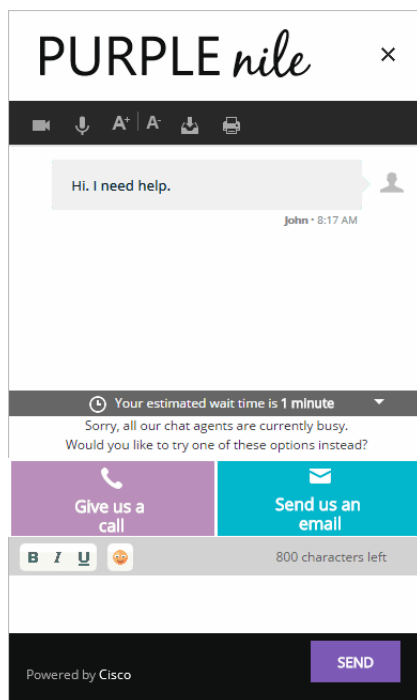 PURPLE nile
A+ A-
Hi. I need help.
John • 8:17 AM
Your estimated wait time is 1 minute
Sorry, all our chat agents are currently busy.
Would you like to try one of these options instead?
Give us a
call
Send us an
email
B I U
800 characters left
SEND
Powered by Cisco